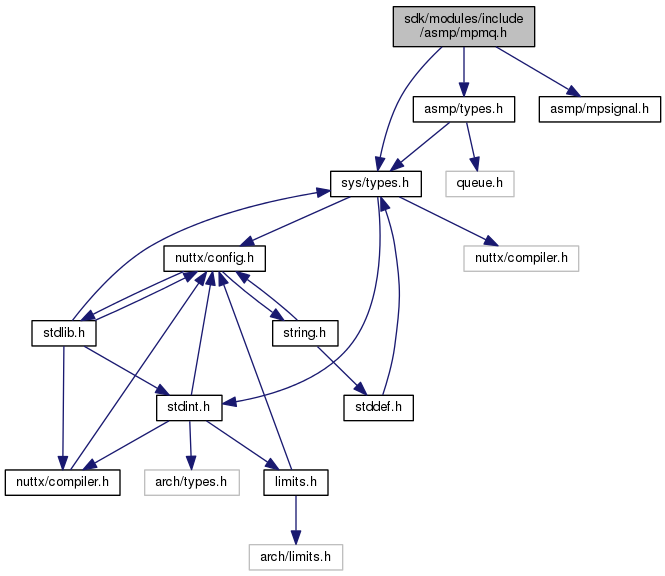 sdk/modules/include
/asmp/mpmq.h
asmp/types.h
asmp/mpsignal.h
sys/types.h
queue.h
nuttx/config.h
nuttx/compiler.h
stdlib.h
string.h
stdint.h
stddef.h
nuttx/compiler.h
arch/types.h
limits.h
arch/limits.h